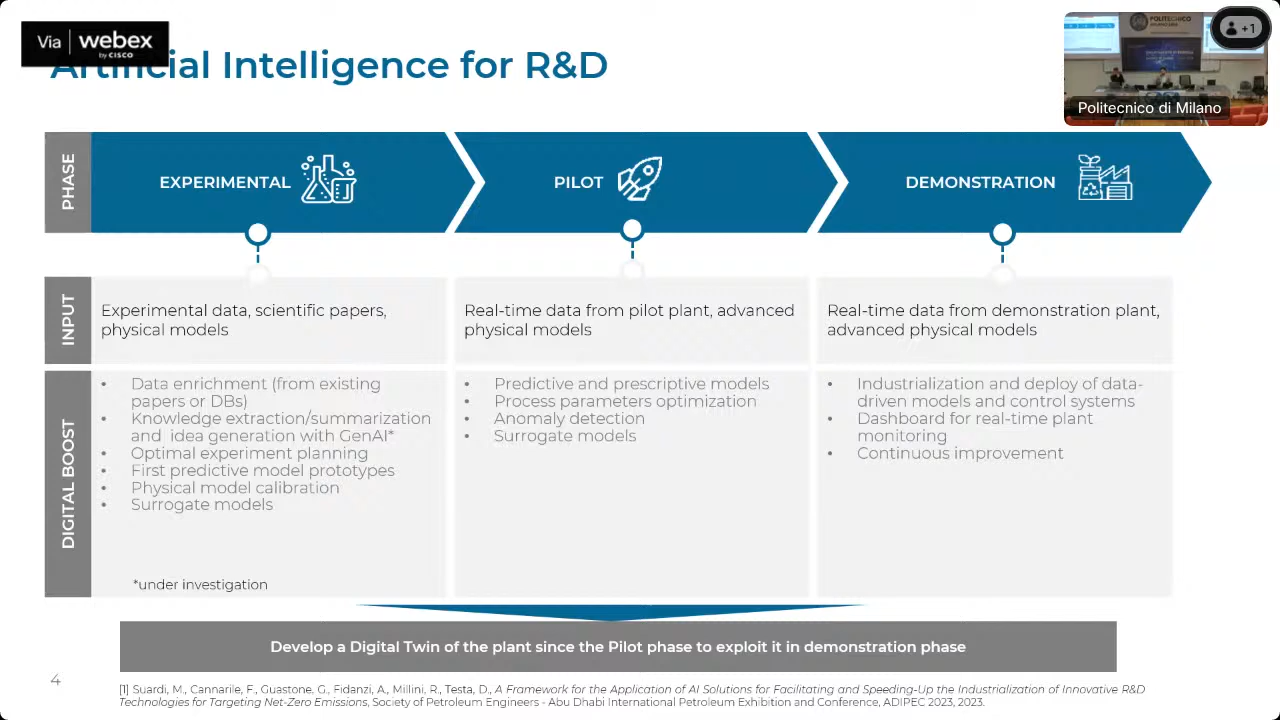 Via webex
by CISCO
Artificial Intelligence for R&D
POLITECNICO
+1
Politecnico di Milano
PHASE
EXPERIMENTAL
PILOT
DEMONSTRATION
INPUT
Experimental data, scientific papers,
physical models
Real-time data from pilot plant, advanced
physical models
Real-time data from demonstration plant,
advanced physical models
DIGITAL BOOST
• Data enrichment (from existing
papers or DBs)
• Knowledge extraction/summarization
and idea generation with GenAI*
• Optimal experiment planning
• First predictive model prototypes
• Physical model calibration
• Surrogate models
*under investigation
• Predictive and prescriptive models
• Process parameters optimization
• Anomaly detection
• Surrogate models
• Industrialization and deploy of data-
driven models and control systems
• Dashboard for real-time plant
monitoring
• Continuous improvement
Develop a Digital Twin of the plant since the Pilot phase to exploit it in demonstration phase
4
[1] Suardi, M., Cannarile, F., Guastone, G., Fidanzi, A., Millini, R., Testa, D., A Framework for the Application of AI Solutions for Facilitating and Speeding-Up the Industrialization of Innovative R&D
Technologies for Targeting Net-Zero Emissions, Society of Petroleum Engineers - Abu Dhabi International Petroleum Exhibition and Conference, ADIPEC 2023, 2023.